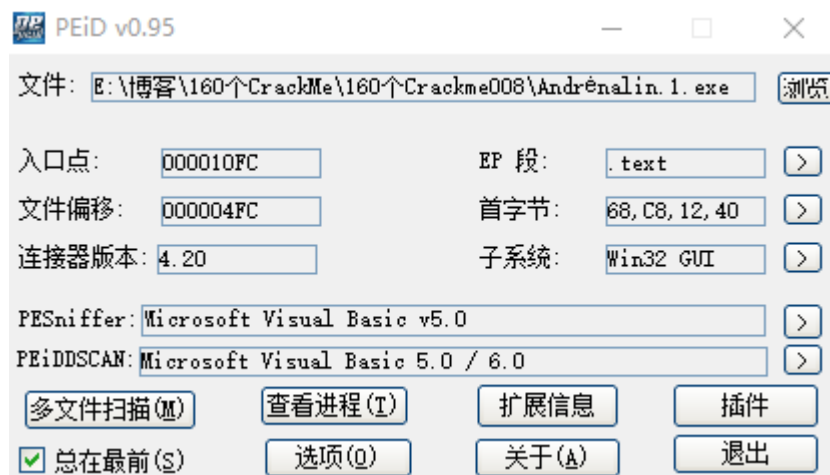 PEiD v0.95
文件: E:\博客\160个CrackMe\160个Crackme008\Andrénalin.1.exe 浏览
入口点: 000010FC EP 段: .text >
文件偏移: 000004FC 首字节: 68,C8,12,40 >
连接器版本: 4.20 子系统: Win32 GUI >
PESniffer: Microsoft Visual Basic v5.0 >
PEiDDSCAN: Microsoft Visual Basic 5.0 / 6.0 >
多文件扫描(M) 查看进程(T) 扩展信息 插件
总在最前(S) 选项(O) 关于(A) 退出